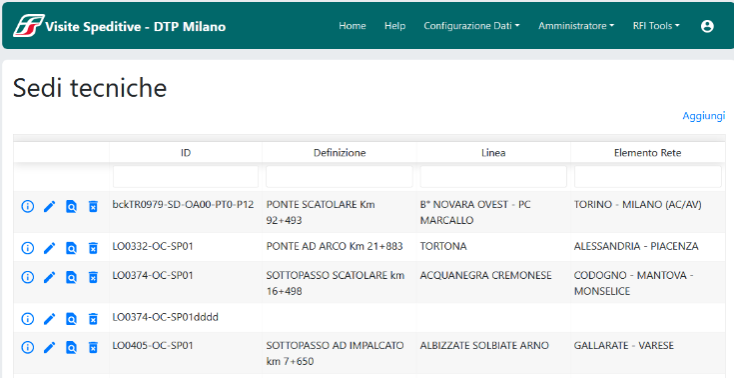 Visite Speditive - DTP Milano Home Help Configurazione Dati Amministratore RFI Tools
Sedi tecniche
Aggiungi
ID Definizione Linea Elemento Rete
bckTR0979-SD-OA00-PT0-P12 PONTE SCATOLARE Km B° NOVARA OVEST - PC TORINO - MILANO (AC/AV)
92+493 MARCALLO
LO0332-OC-SP01 PONTE AD ARCO Km 21+883 TORTONA ALESSANDRIA - PIACENZA
LO0374-OC-SP01 SOTTOPASSO SCATOLARE km ACQUANEGRA CREMONESE CODOGNO - MANTOVA -
16+498 MONSELICE
LO0374-OC-SP01dddd
LO0405-OC-SP01 SOTTOPASSO AD IMPALCATO ALBIZZATE SOLBIATE ARNO GALLARATE - VARESE
km 7+650